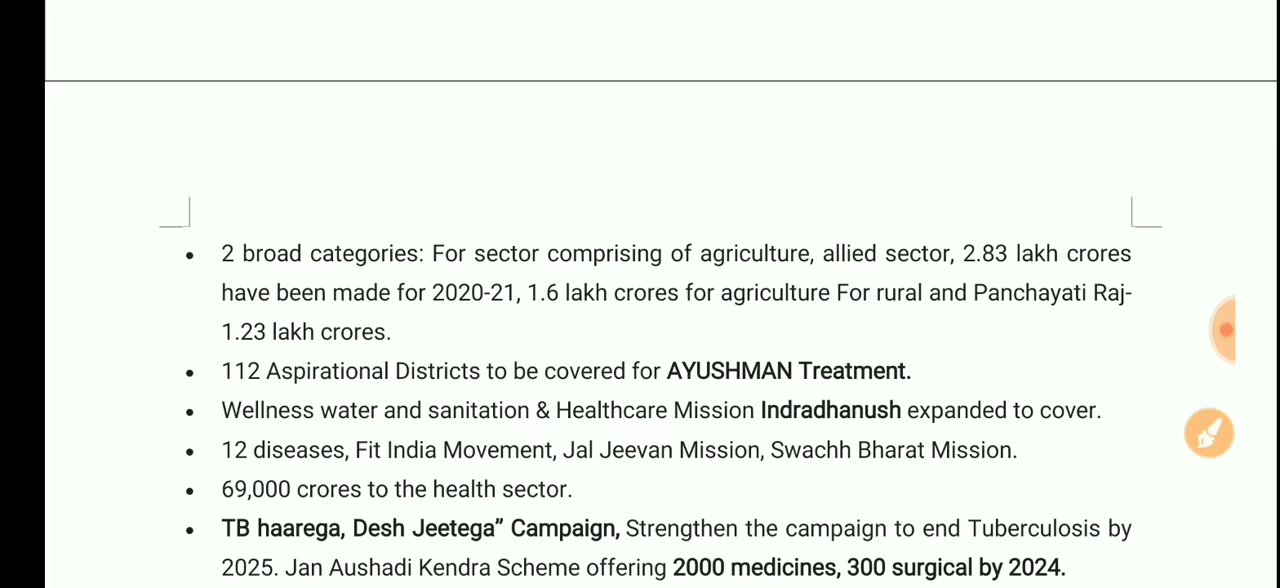 • 2 broad categories: For sector comprising of agriculture, allied sector, 2.83 lakh crores
have been made for 2020-21, 1.6 lakh crores for agriculture For rural and Panchayati Raj-
1.23 lakh crores.
• 112 Aspirational Districts to be covered for AYUSHMAN Treatment.
• Wellness water and sanitation & Healthcare Mission Indradhanush expanded to cover.
• 12 diseases, Fit India Movement, Jal Jeevan Mission, Swachh Bharat Mission.
• 69,000 crores to the health sector.
• TB haarega, Desh Jeetega” Campaign, Strengthen the campaign to end Tuberculosis by
2025. Jan Aushadi Kendra Scheme offering 2000 medicines, 300 surgical by 2024.